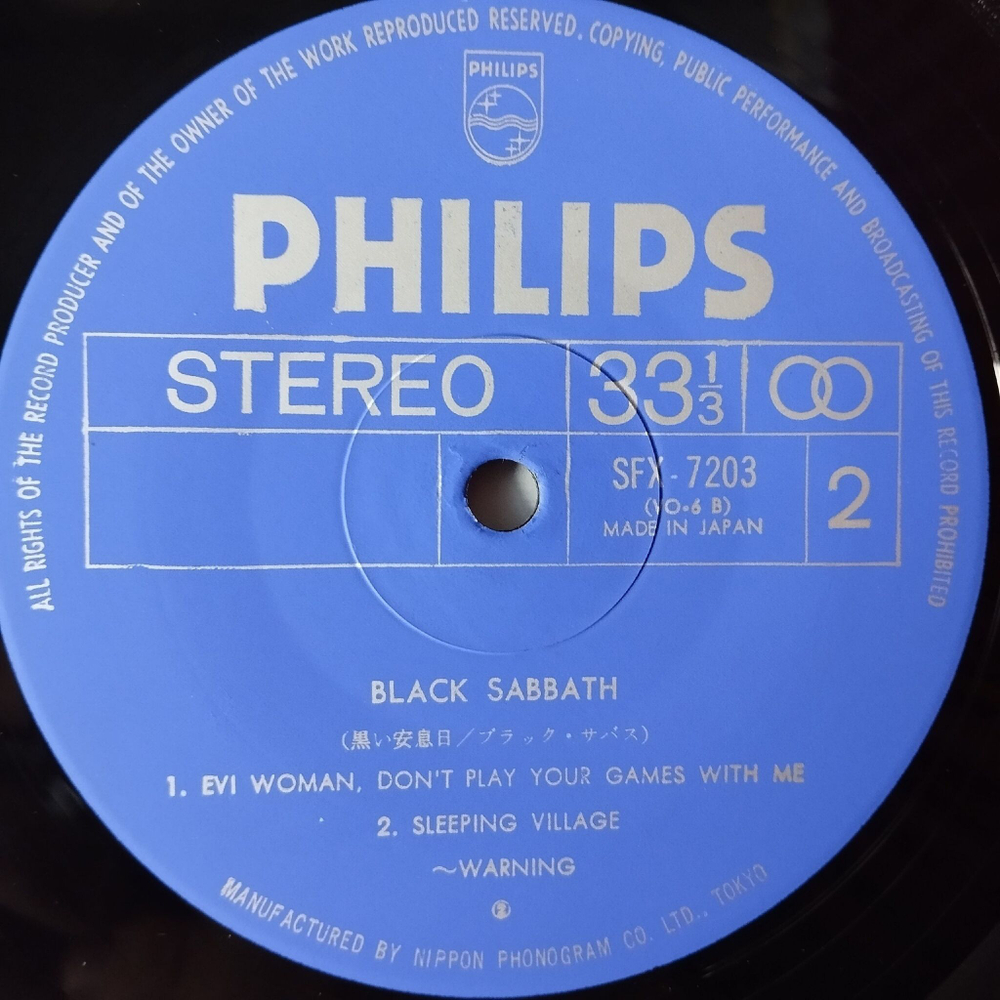 ALL RIGHTS OF THE RECORD PRODUCER AND OF THE OWNER OF THE WORK REPRODUCED RESERVED. COPYING, PUBLIC PERFORMANCE AND BROADCASTING OF THIS RECORD PROHIBITED
PHILIPS
PHILIPS
STEREO
33 1/3
SFX-7203
(VO•6 B)
MADE IN JAPAN
2
BLACK SABBATH
(黒い安息日/ブラック・サバス)
1. EVI WOMAN, DON'T PLAY YOUR GAMES WITH ME
2. SLEEPING VILLAGE
~WARNING
MANUFACTURED BY NIPPON PHONOGRAM CO. LTD., TOKYO